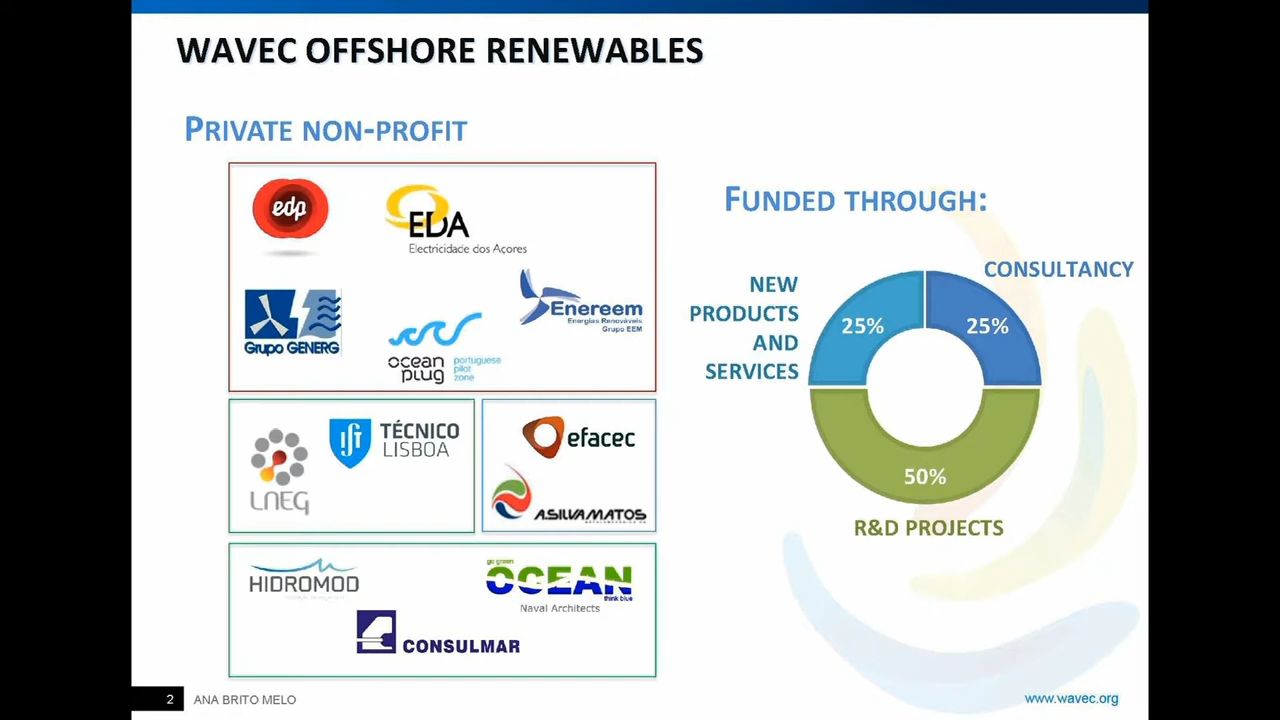 WAVEC OFFSHORE RENEWABLES
PRIVATE NON-PROFIT
edp
EDA
Electricidade dos Açores
Grupo GENERG
ocean
plug
portuguese
pilot
zone
Enereem
Energias Renováveis
Grupo EEM
LNEG
TÉCNICO
LISBOA
efacec
A.SILVAMATOS
HIDROMOD
go green
OCEAN
think blue
Naval Architects
CONSULMAR
FUNDED THROUGH:
NEW
PRODUCTS
AND
SERVICES
CONSULTANCY
25%
25%
50%
R&D PROJECTS
2
ANA BRITO MELO
www.wavec.org